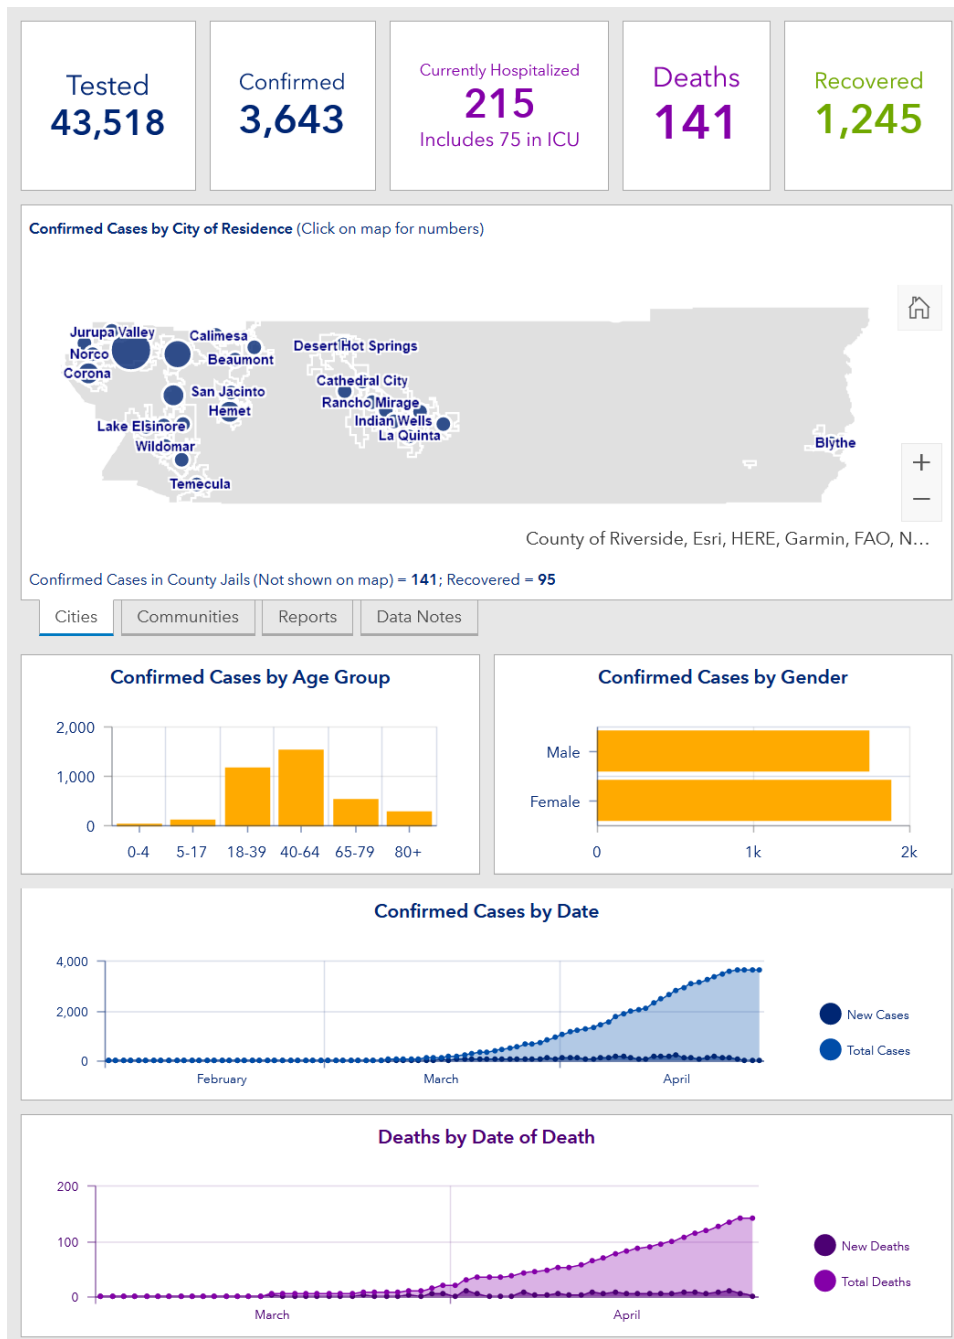 Tested
43,518
Confirmed
3,643
Currently Hospitalized
215
Includes 75 in ICU
Deaths
141
Recovered
1,245
Confirmed Cases by City of Residence (Click on map for numbers)
Jurupa Valley
Norco
Corona
Calimesa
Beaumont
San Jacinto
Hemet
Lake Elsinore
Wildomar
Temecula
Desert Hot Springs
Cathedral City
Rancho Mirage
Indian Wells
La Quinta
Blythe
+
−
County of Riverside, Esri, HERE, Garmin, FAO, N...
Confirmed Cases in County Jails (Not shown on map) = 141; Recovered = 95
Cities
Communities
Reports
Data Notes
Confirmed Cases by Age Group
2,000
1,000
0
0-4 5-17 18-39 40-64 65-79 80+
Confirmed Cases by Gender
Male
Female
0 1k 2k
Confirmed Cases by Date
4,000
2,000
0
February March April
New Cases
Total Cases
Deaths by Date of Death
200
100
0
March April
New Deaths
Total Deaths